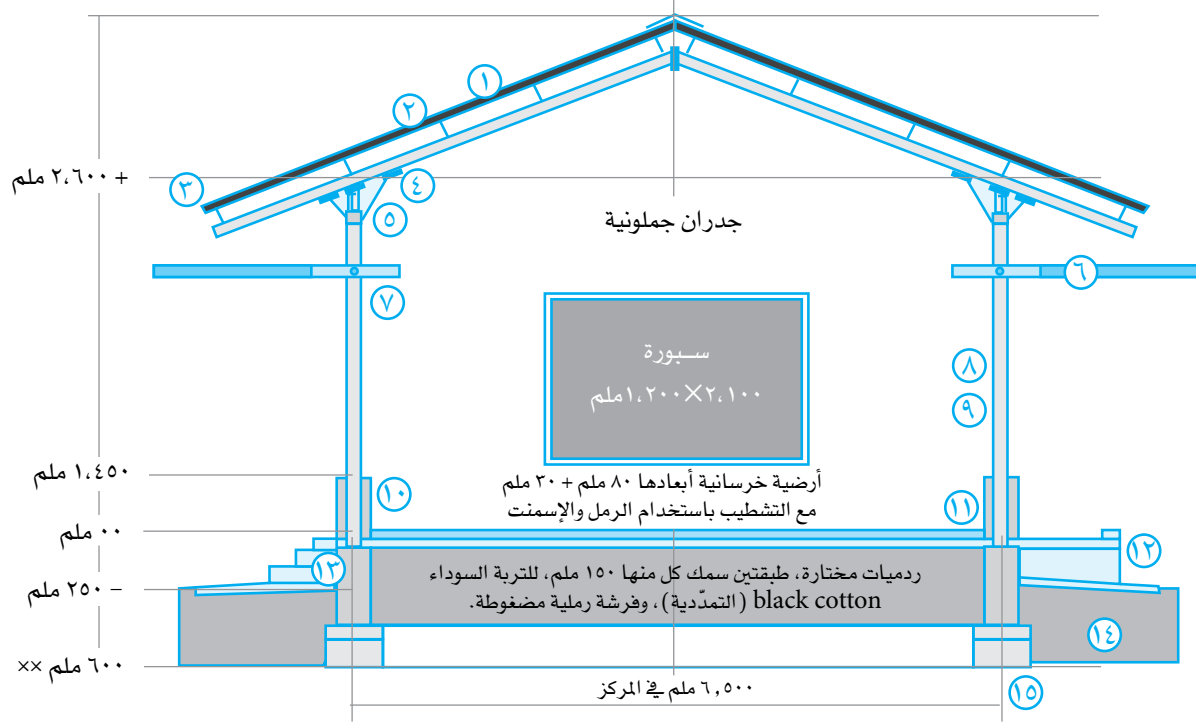 ١
٢
٣
+ ٢،٦٠٠ ملم
٤
٥
جدران جملونية
٦
٧
سـبورة
٢،١٠٠×١،٢٠٠ملم
٨
٩
١،٤٥٠ ملم
أرضية خرسانية أبعادها ٨٠ ملم + ٣٠ ملم
مع التشطيب باستخدام الرمل والإسمنت
١٠
١١
٠٠ ملم
١٢
١٣
ردميات مختارة، طبقتين سمك كل منها ١٥٠ ملم، للتربة السوداء
black cotton (التمدّدية)، وفرشة رملية مضغوطة.
– ٢٥٠ ملم
١٤
٦٠٠ ملم ××
٦,٥٠٠ ملم في المركز
١٥